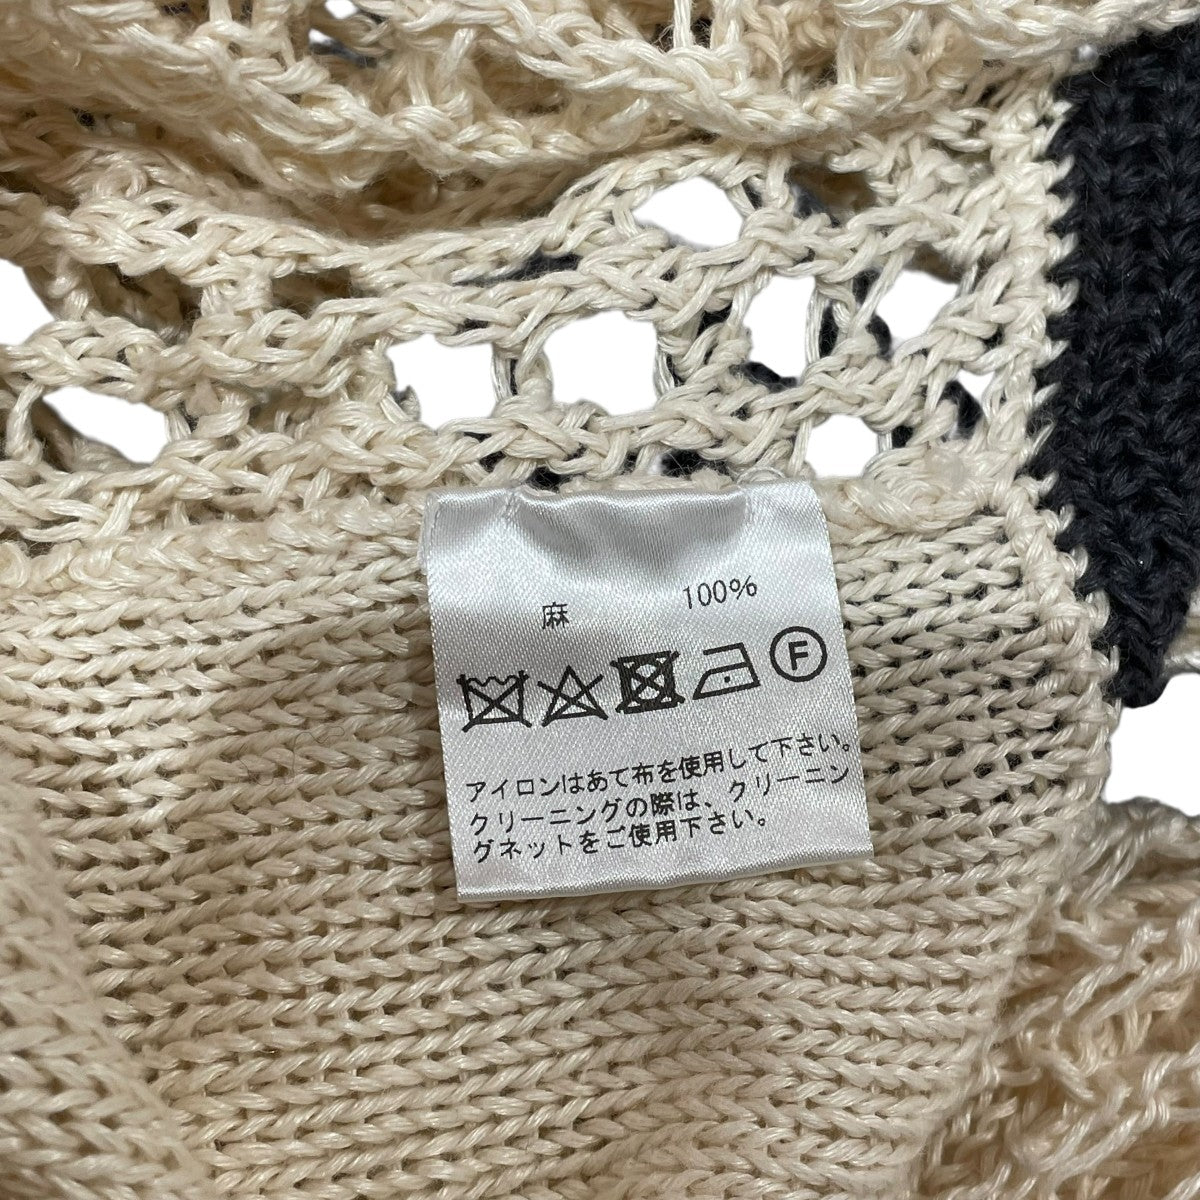 麻 100%
F
アイロンはあて布を使用して下さい。
クリーニングの際は、クリーニン
グネットをご使用下さい。